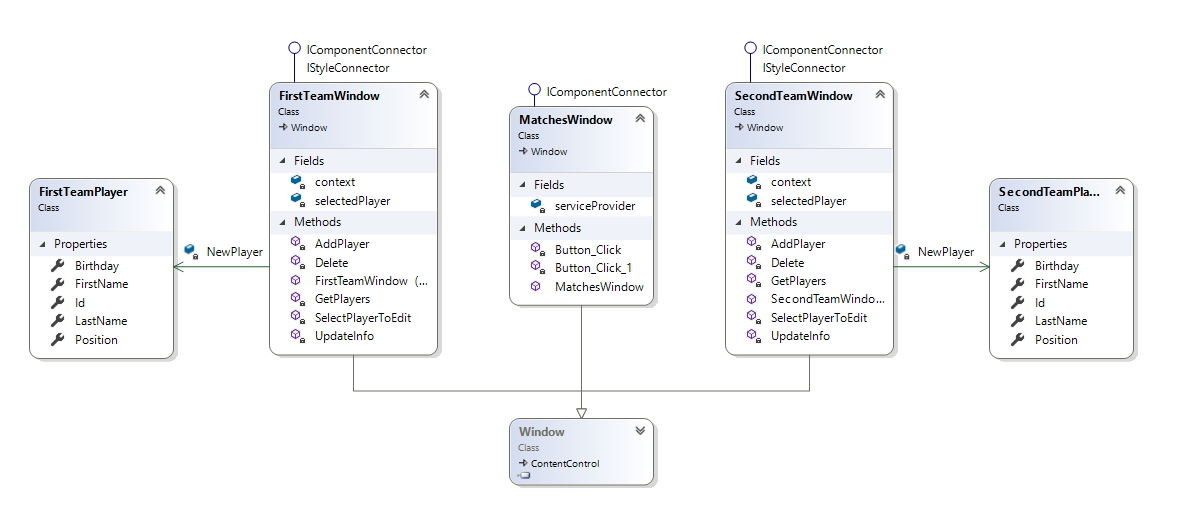 IComponentConnector
IStyleConnector
FirstTeamWindow
Class
Window
Fields
context
selectedPlayer
Methods
AddPlayer
Delete
FirstTeamWindow (...
GetPlayers
SelectPlayerToEdit
UpdateInfo
FirstTeamPlayer
Class
Properties
Birthday
FirstName
Id
LastName
Position
NewPlayer
IComponentConnector
MatchesWindow
Class
Window
Fields
serviceProvider
Methods
Button_Click
Button_Click_1
MatchesWindow
IComponentConnector
IStyleConnector
SecondTeamWindow
Class
Window
Fields
context
selectedPlayer
Methods
AddPlayer
Delete
GetPlayers
SecondTeamWindo...
SelectPlayerToEdit
UpdateInfo
NewPlayer
SecondTeamPla...
Class
Properties
Birthday
FirstName
Id
LastName
Position
Window
Class
ContentControl